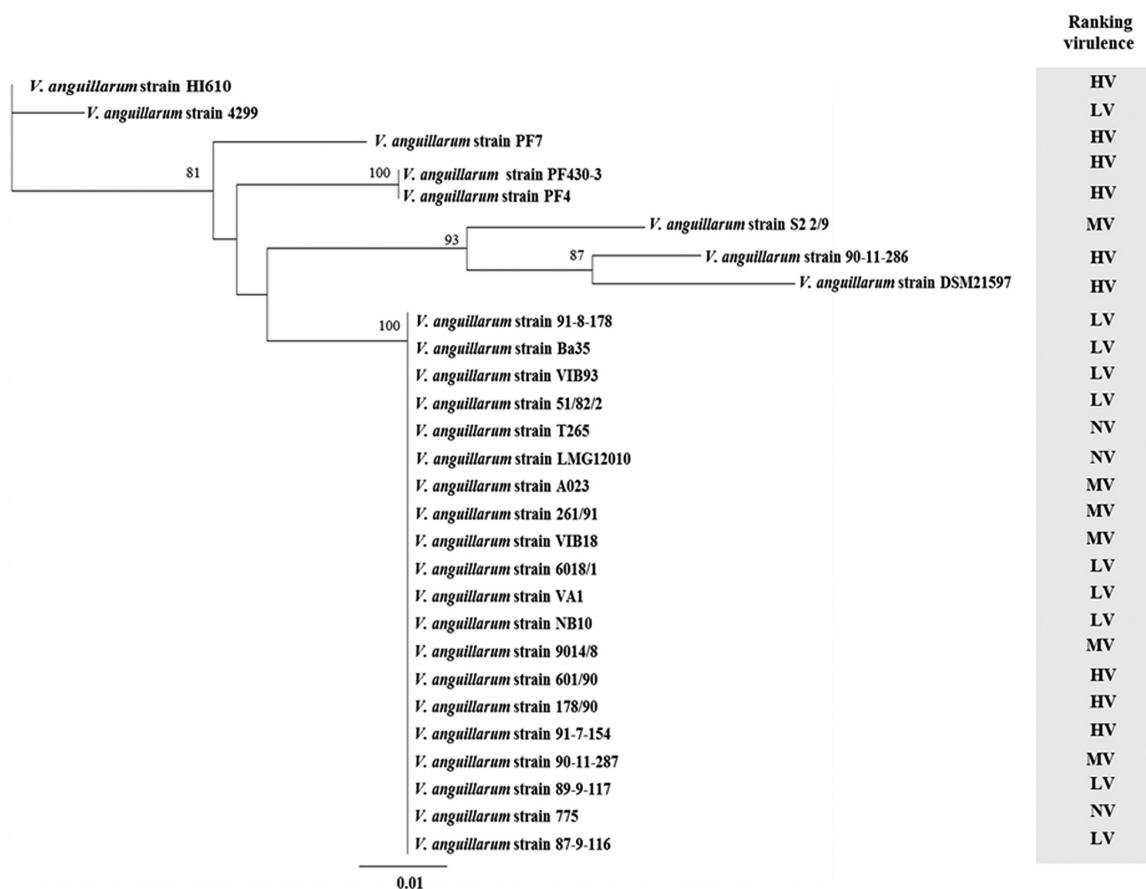 Ranking
virulence
V. anguillarum strain HI610 HV
V. anguillarum strain 4299 LV
V. anguillarum strain PF7 HV
81
100 V. anguillarum strain PF430-3 HV
V. anguillarum strain PF4 HV
V. anguillarum strain S2 2/9 MV
93
87 V. anguillarum strain 90-11-286 HV
V. anguillarum strain DSM21597 HV
100 V. anguillarum strain 91-8-178 LV
V. anguillarum strain Ba35 LV
V. anguillarum strain VIB93 LV
V. anguillarum strain 51/82/2 LV
V. anguillarum strain T265 NV
V. anguillarum strain LMG12010 NV
V. anguillarum strain A023 MV
V. anguillarum strain 261/91 MV
V. anguillarum strain VIB18 MV
V. anguillarum strain 6018/1 LV
V. anguillarum strain VA1 LV
V. anguillarum strain NB10 LV
V. anguillarum strain 9014/8 MV
V. anguillarum strain 601/90 HV
V. anguillarum strain 178/90 HV
V. anguillarum strain 91-7-154 HV
V. anguillarum strain 90-11-287 MV
V. anguillarum strain 89-9-117 LV
V. anguillarum strain 775 NV
V. anguillarum strain 87-9-116 LV
0.01